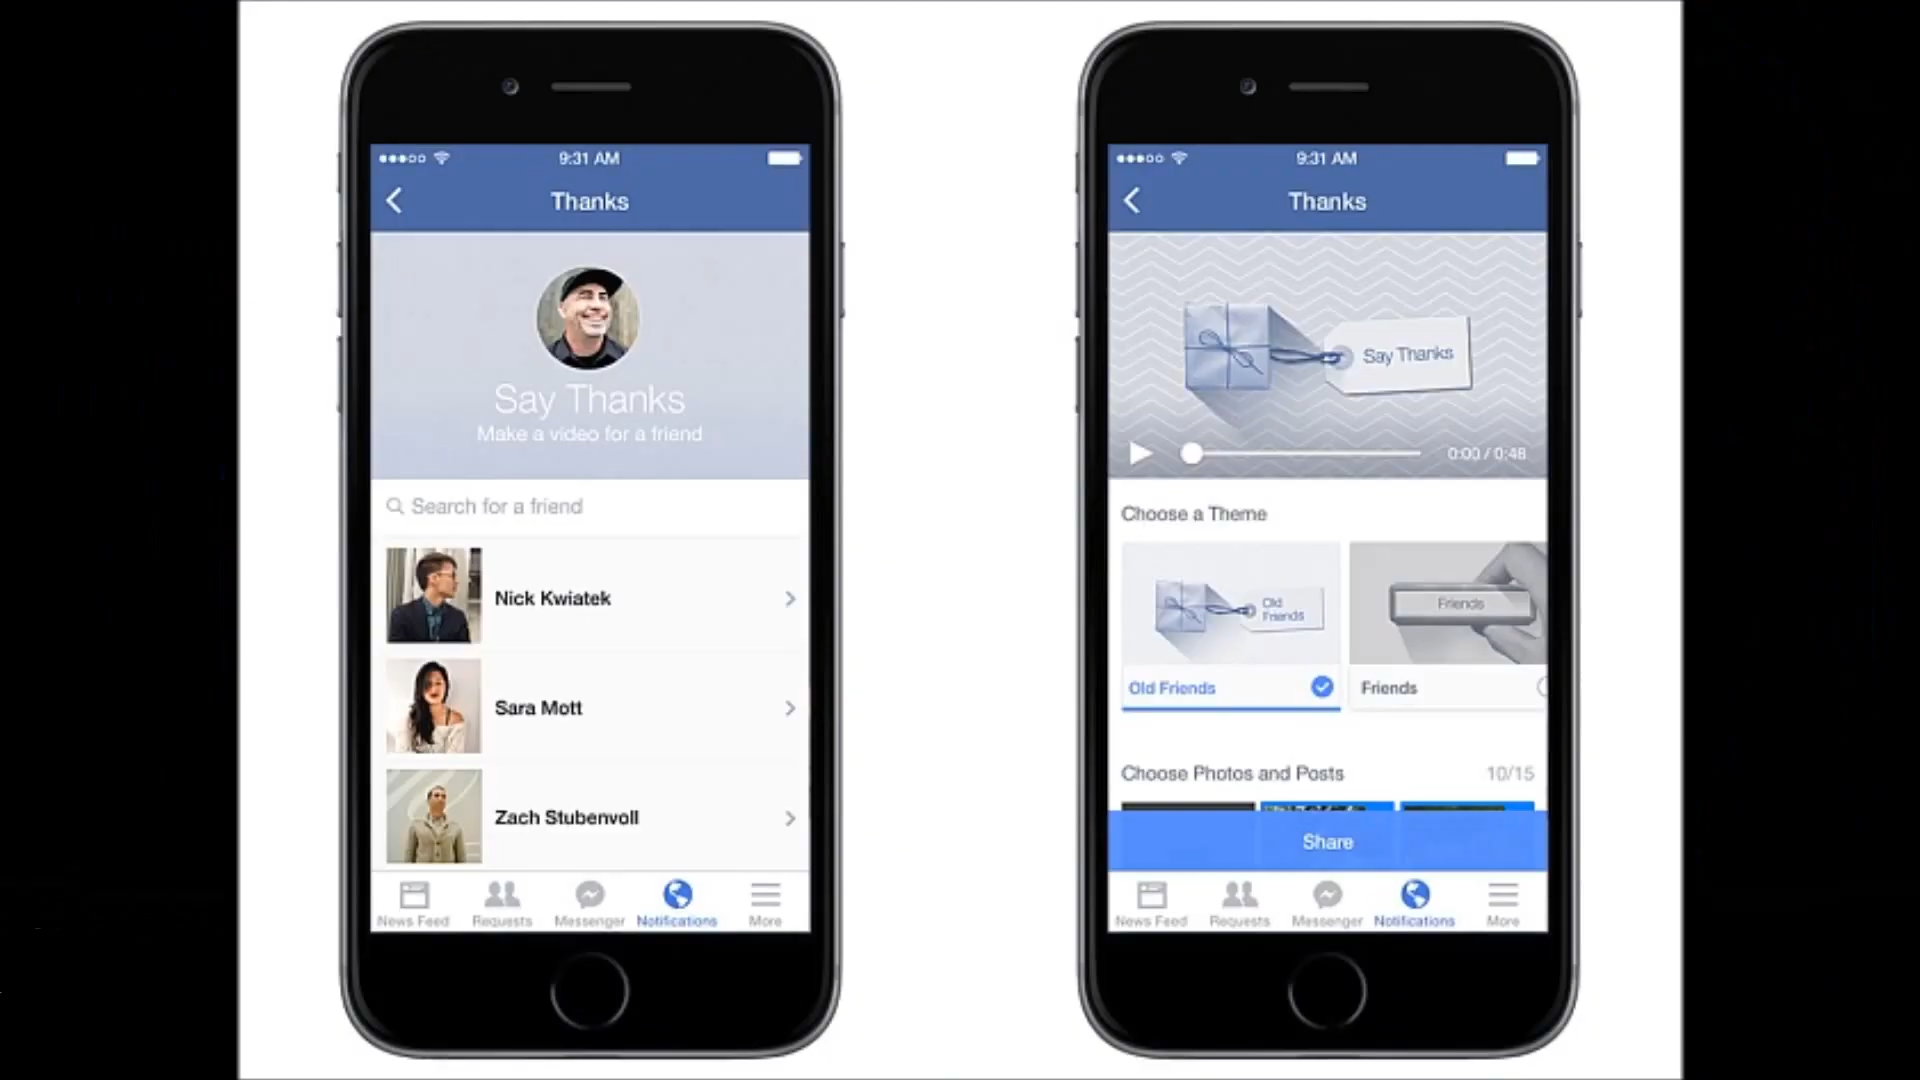 9:31 AM
Thanks
Say Thanks
Make a video for a friend
Search for a friend
Nick Kwiatek
Sara Mott
Zach Stubenvoll
News Feed Requests Messenger Notifications More
9:31 AM
Thanks
Say Thanks
0:00 / 0:48
Choose a Theme
Old
Friends
Friends
Old Friends
Friends
Choose Photos and Posts 10/15
Share
News Feed Requests Messenger Notifications More